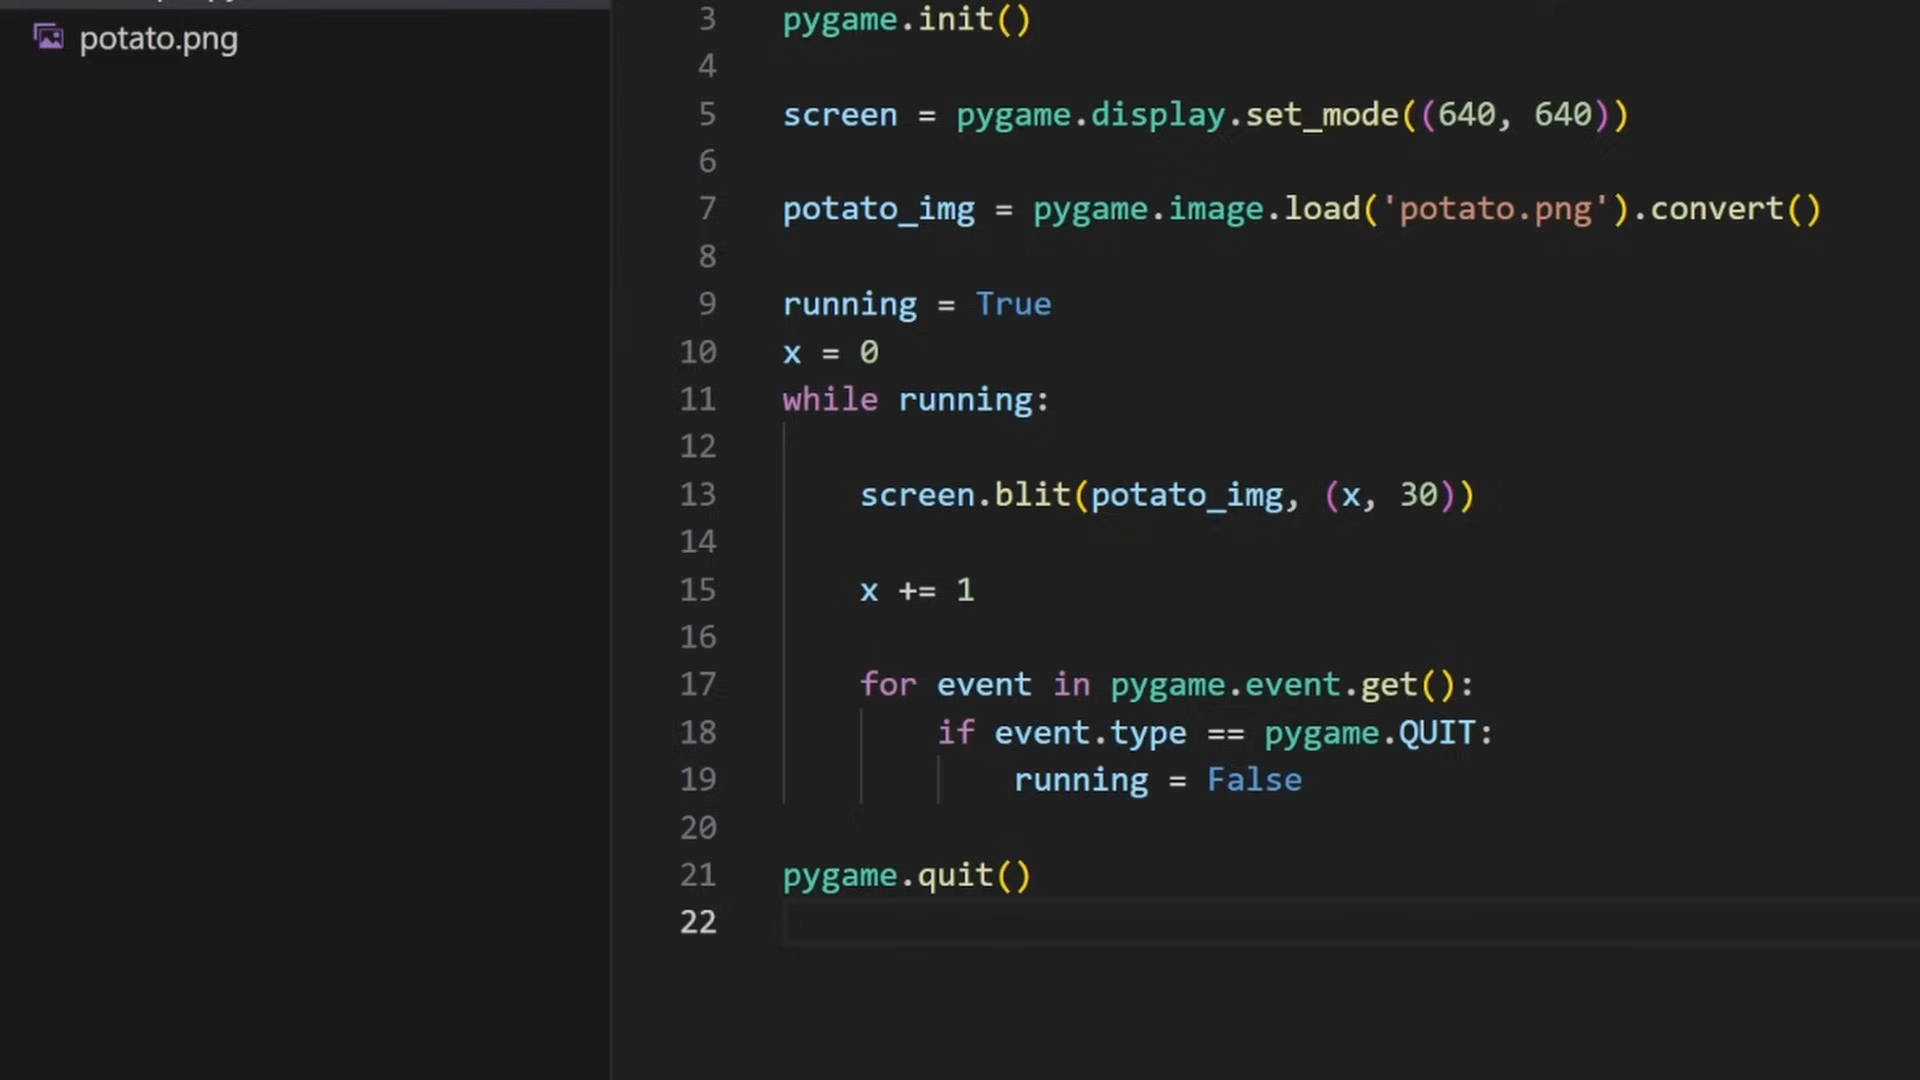 potato.png
3 pygame.init()
4
5 screen = pygame.display.set_mode((640, 640))
6
7 potato_img = pygame.image.load('potato.png').convert()
8
9 running = True
10 x = 0
11 while running:
12
13 screen.blit(potato_img, (x, 30))
14
15 x += 1
16
17 for event in pygame.event.get():
18 if event.type == pygame.QUIT:
19 running = False
20
21 pygame.quit()
22